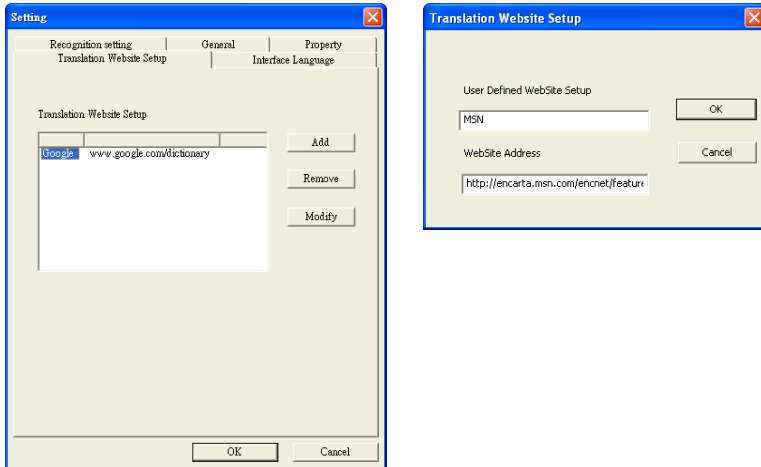 Setting
Recognition setting
General
Property
Translation Website Setup
Interface Language
Translation Website Setup
Google www.google.com/dictionary
Add
Remove
Modify
OK
Cancel
Translation Website Setup
User Defined WebSite Setup
MSN
OK
WebSite Address
Cancel
http://encarta.msn.com/encnet/feature